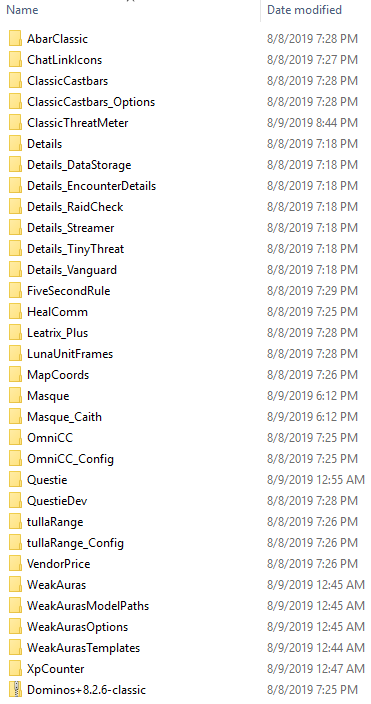 Name Date modified
AbarClassic 8/8/2019 7:28 PM
ChatLinkIcons 8/8/2019 7:27 PM
ClassicCastbars 8/8/2019 7:28 PM
ClassicCastbars_Options 8/8/2019 7:28 PM
ClassicThreatMeter 8/9/2019 8:44 PM
Details 8/8/2019 7:18 PM
Details_DataStorage 8/8/2019 7:18 PM
Details_EncounterDetails 8/8/2019 7:18 PM
Details_RaidCheck 8/8/2019 7:18 PM
Details_Streamer 8/8/2019 7:18 PM
Details_TinyThreat 8/8/2019 7:18 PM
Details_Vanguard 8/8/2019 7:18 PM
FiveSecondRule 8/8/2019 7:29 PM
HealComm 8/8/2019 7:25 PM
Leatrix_Plus 8/8/2019 7:28 PM
LunaUnitFrames 8/8/2019 7:28 PM
MapCoords 8/8/2019 7:26 PM
Masque 8/9/2019 6:12 PM
Masque_Caith 8/9/2019 6:12 PM
OmniCC 8/8/2019 7:25 PM
OmniCC_Config 8/8/2019 7:25 PM
Questie 8/9/2019 12:55 AM
QuestieDev 8/8/2019 7:28 PM
tullaRange 8/8/2019 7:26 PM
tullaRange_Config 8/8/2019 7:26 PM
VendorPrice 8/8/2019 7:26 PM
WeakAuras 8/9/2019 12:45 AM
WeakAurasModelPaths 8/9/2019 12:45 AM
WeakAurasOptions 8/9/2019 12:45 AM
WeakAurasTemplates 8/9/2019 12:44 AM
XpCounter 8/9/2019 12:47 AM
Dominos+8.2.6-classic 8/8/2019 7:25 PM